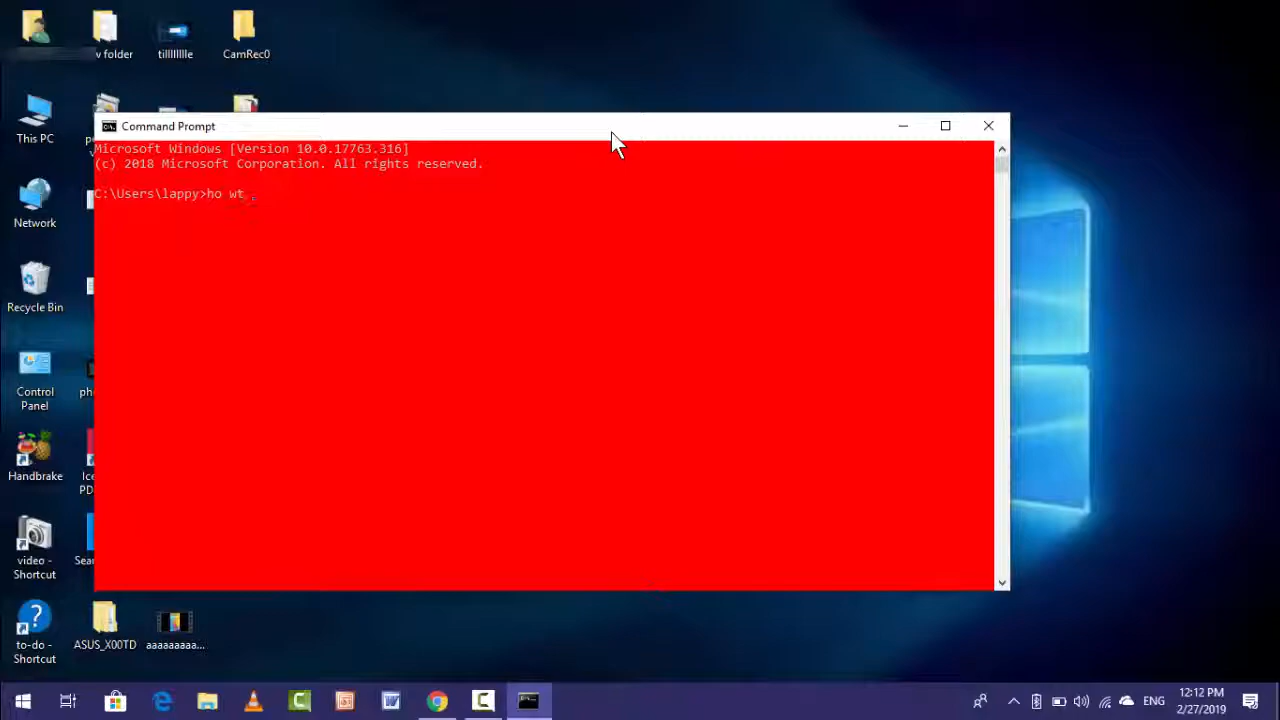 w folder
tillllllle
CamRec0
This PC
Command Prompt
Microsoft Windows [Version 10.0.17763.316]
(c) 2018 Microsoft Corporation. All rights reserved.
C:\Users\lappy>ho wt
Network
Recycle Bin
Control
Panel
Handbrake
video -
Shortcut
to-do -
Shortcut
ASUS_X00TD
aaaaaaaaa...
ENG
12:12 PM
2/27/2019